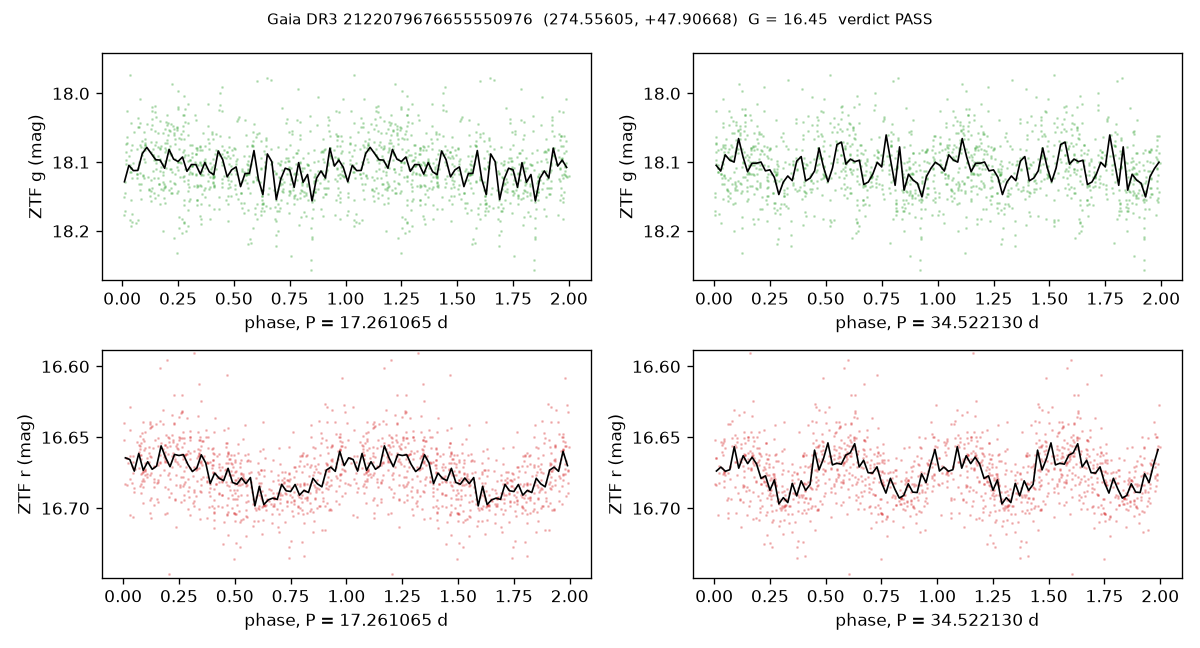 Gaia DR3 2122079676655550976 (274.55605, +47.90668) G = 16.45 verdict PASS
ZTF g (mag)
18.0
18.1
18.2
0.00 0.25 0.50 0.75 1.00 1.25 1.50 1.75 2.00
phase, P = 17.261065 d
ZTF g (mag)
18.0
18.1
18.2
0.00 0.25 0.50 0.75 1.00 1.25 1.50 1.75 2.00
phase, P = 34.522130 d
ZTF r (mag)
16.60
16.65
16.70
0.00 0.25 0.50 0.75 1.00 1.25 1.50 1.75 2.00
phase, P = 17.261065 d
ZTF r (mag)
16.60
16.65
16.70
0.00 0.25 0.50 0.75 1.00 1.25 1.50 1.75 2.00
phase, P = 34.522130 d